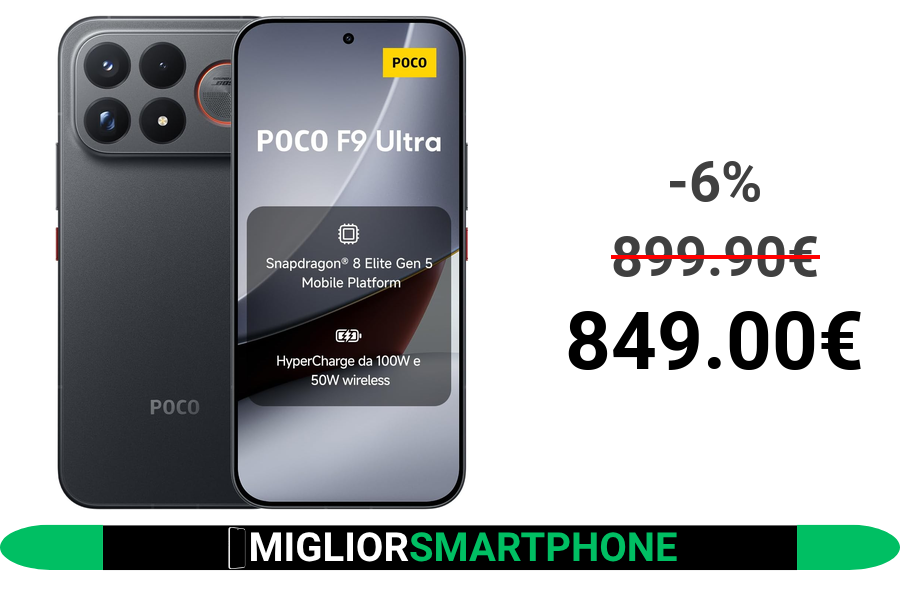 POCO
POCO F9 Ultra
Snapdragon® 8 Elite Gen 5
Mobile Platform
HyperCharge da 100W e
50W wireless
POCO
-6%
899.90€
849.00€
MIGLIORSMARTPHONE